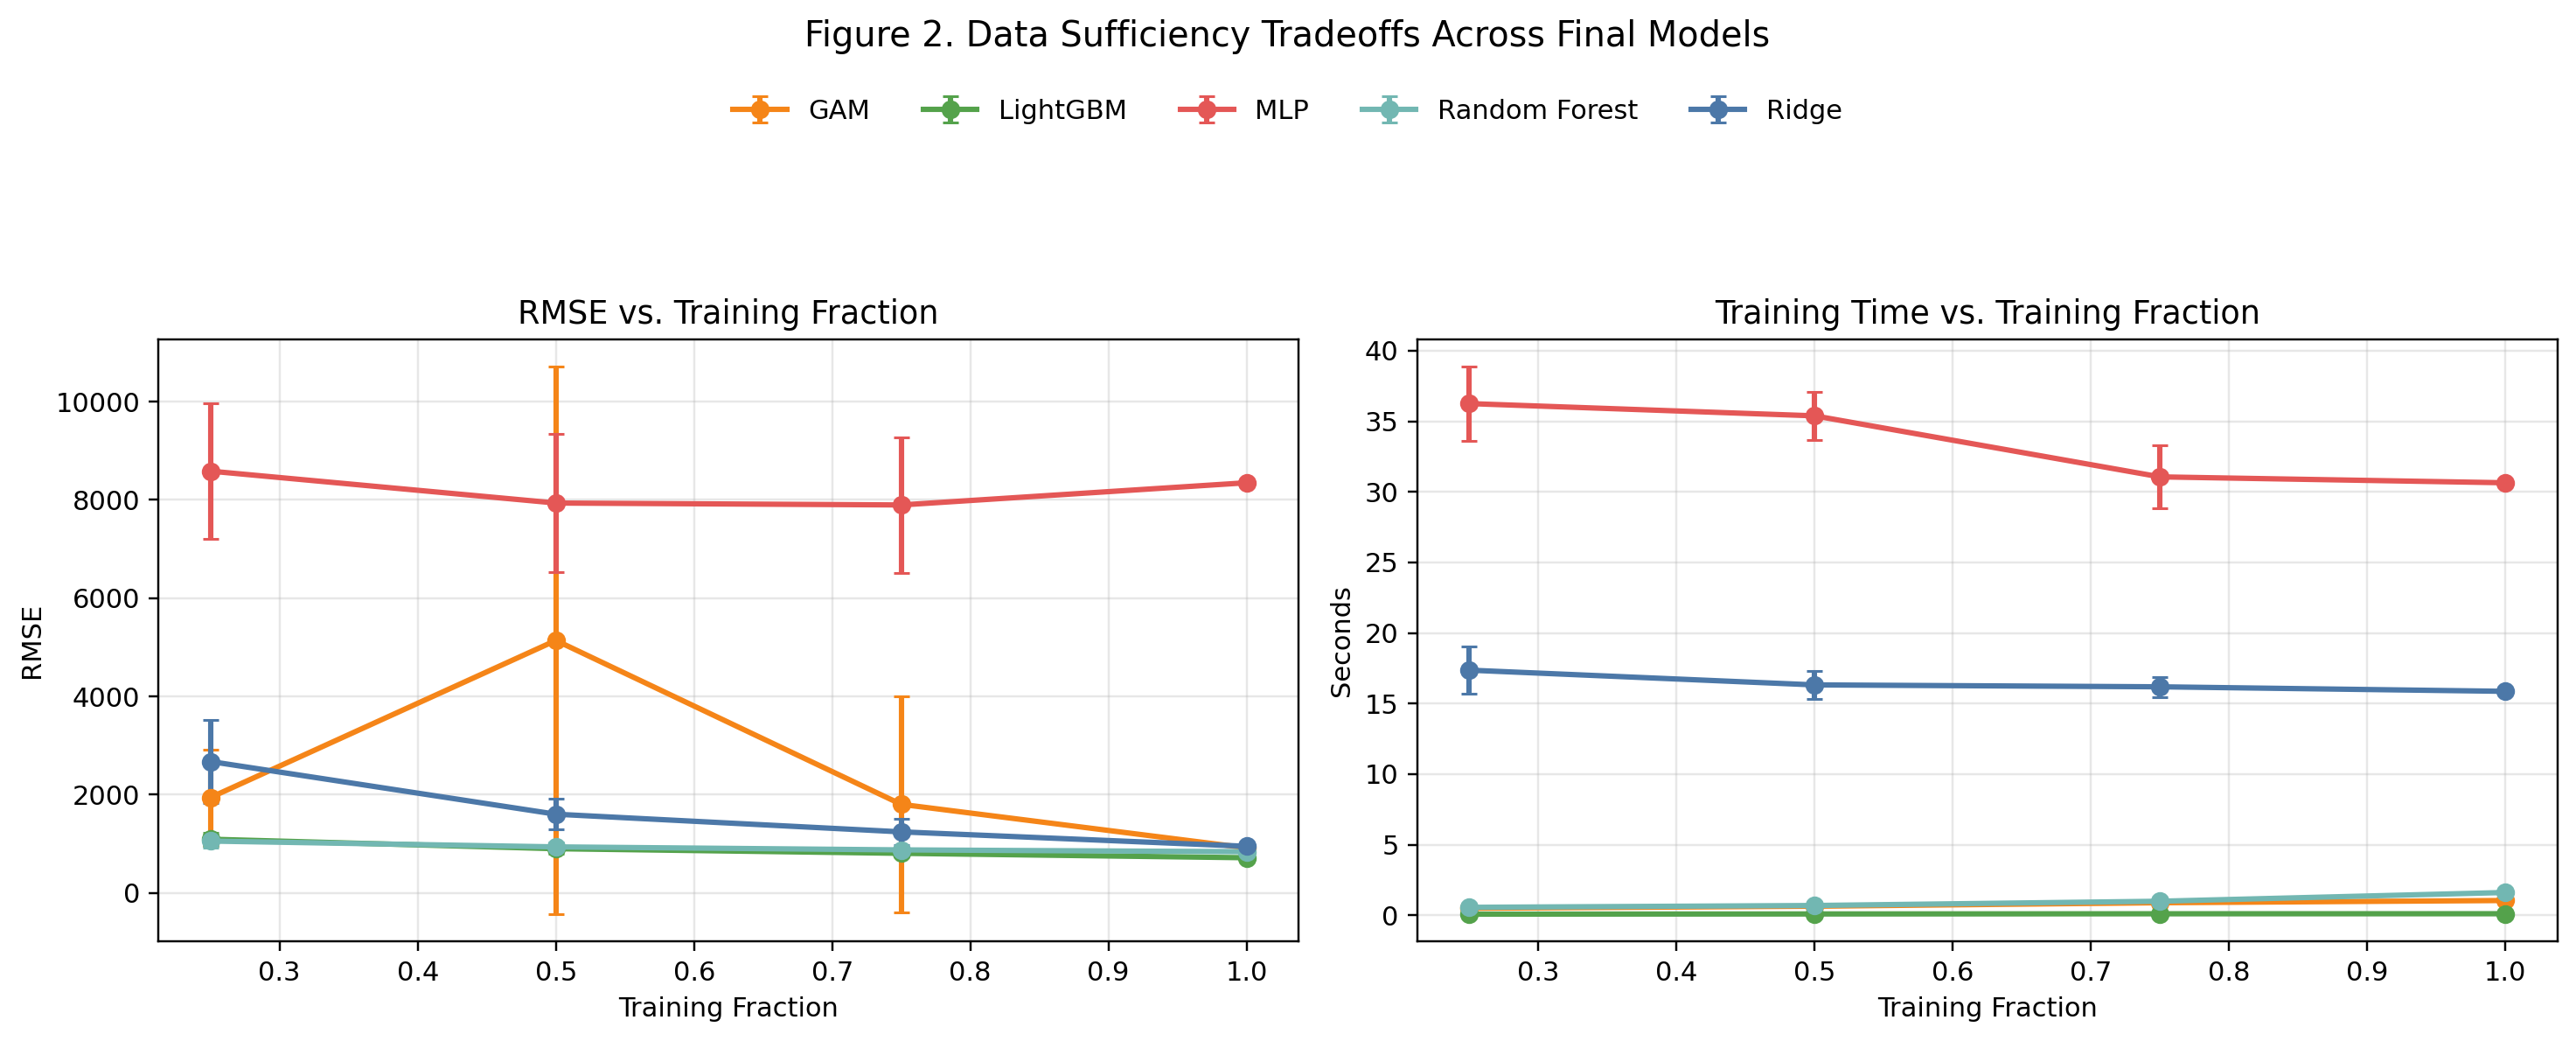 Figure 2. Data Sufficiency Tradeoffs Across Final Models
GAM LightGBM MLP Random Forest Ridge
RMSE vs. Training Fraction
10000
8000
6000
4000
2000
0
RMSE
0.3 0.4 0.5 0.6 0.7 0.8 0.9 1.0
Training Fraction
Training Time vs. Training Fraction
40
35
30
25
20
15
10
5
0
Seconds
0.3 0.4 0.5 0.6 0.7 0.8 0.9 1.0
Training Fraction